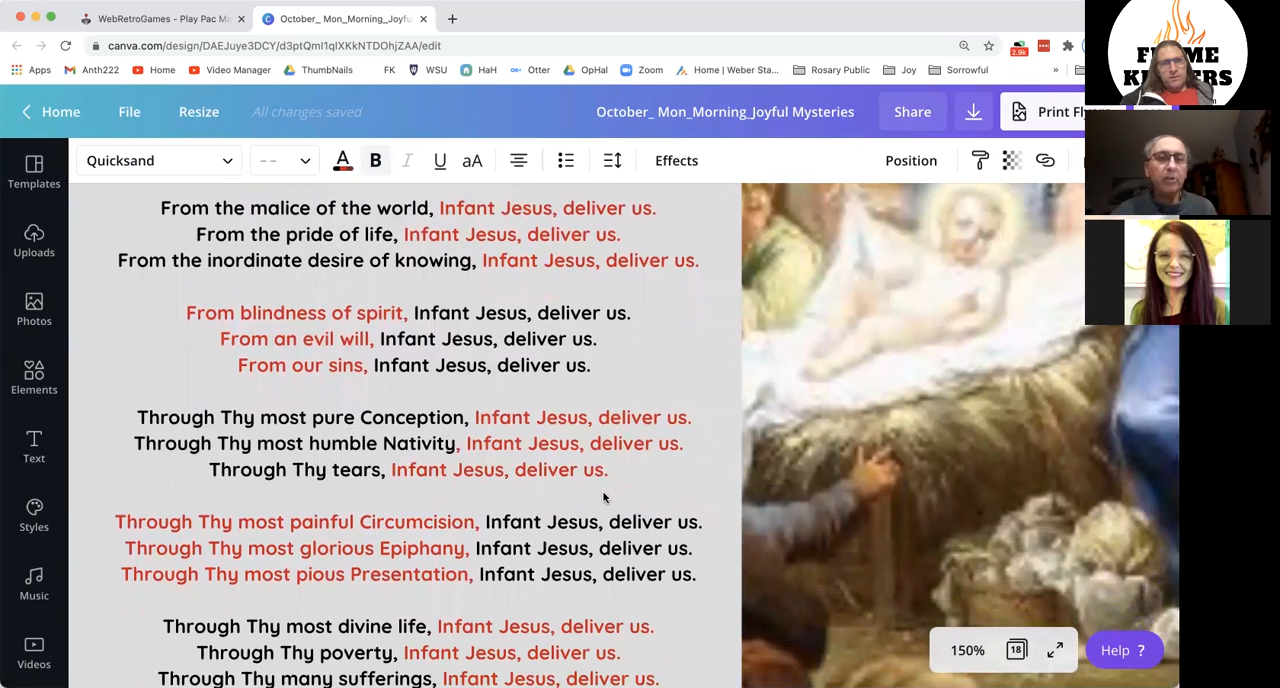 WebRetroGames - Play Pac M
October_ Mon_Morning_Joyfu
canva.com/design/DAEJuye3DCY/d3ptQmI1qIXKkNTDOhjZAA/edit
2.9k
Apps
Anth222
Home
Video Manager
ThumbNails
FK
WSU
HaH
Otter
OpHal
Zoom
Home | Weber Sta...
Rosary Public
Joy
Sorrowful
»
Home
File
Resize
All changes saved
October_ Mon_Morning_Joyful Mysteries
Share
Print
Quicksand
- -
A
B
I
U
aA
Effects
Position
Templates
Uploads
Photos
Elements
Text
Styles
Music
Videos
From the malice of the world, Infant Jesus, deliver us.
From the pride of life, Infant Jesus, deliver us.
From the inordinate desire of knowing, Infant Jesus, deliver us.
From blindness of spirit, Infant Jesus, deliver us.
From an evil will, Infant Jesus, deliver us.
From our sins, Infant Jesus, deliver us.
Through Thy most pure Conception, Infant Jesus, deliver us.
Through Thy most humble Nativity, Infant Jesus, deliver us.
Through Thy tears, Infant Jesus, deliver us.
Through Thy most painful Circumcision, Infant Jesus, deliver us.
Through Thy most glorious Epiphany, Infant Jesus, deliver us.
Through Thy most pious Presentation, Infant Jesus, deliver us.
Through Thy most divine life, Infant Jesus, deliver us.
Through Thy poverty, Infant Jesus, deliver us.
Through Thy many sufferings, Infant Jesus, deliver us.
150%
18
Help ?